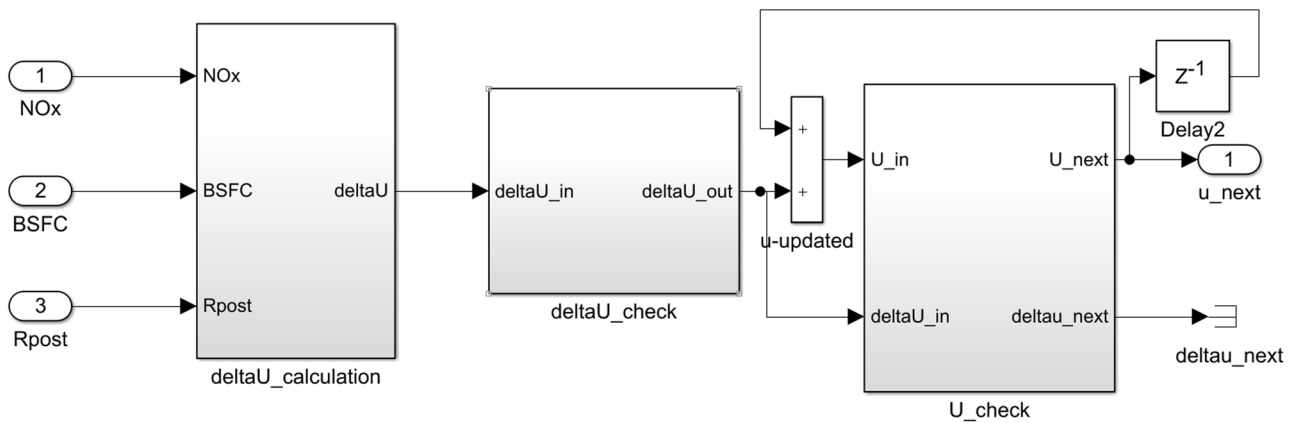 1
NOx
2
BSFC
3
Rpost
NOx
BSFC
Rpost
deltaU
deltaU_calculation
deltaU_in
deltaU_out
deltaU_check
+
+
u-updated
U_in
deltaU_in
U_next
deltau_next
U_check
z-1
Delay2
1
u_next
deltau_next